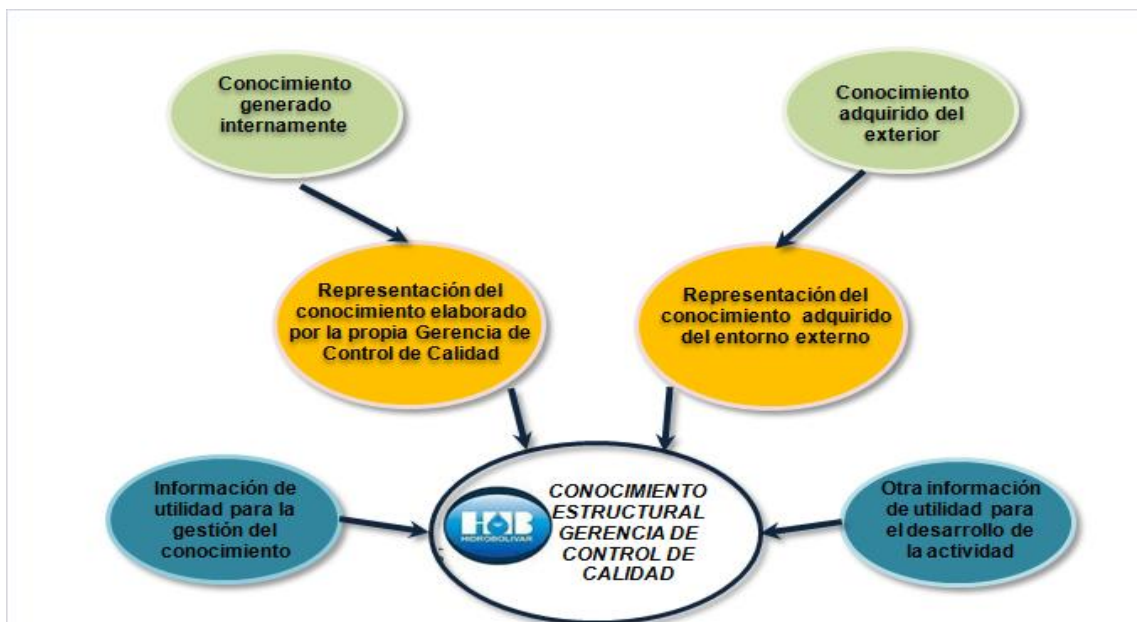 Conocimiento
generado
internamente
Conocimiento
adquirido del
exterior
Representación del
conocimiento elaborado
por la propia Gerencia de
Control de Calidad
Representación del
conocimiento adquirido
del entorno externo
Información de
utilidad para la
gestión del
conocimiento
HIDROBOLIVAR
CONOCIMIENTO
ESTRUCTURAL
GERENCIA DE
CONTROL DE
CALIDAD
Otra información
de utilidad para
el desarrollo de
la actividad